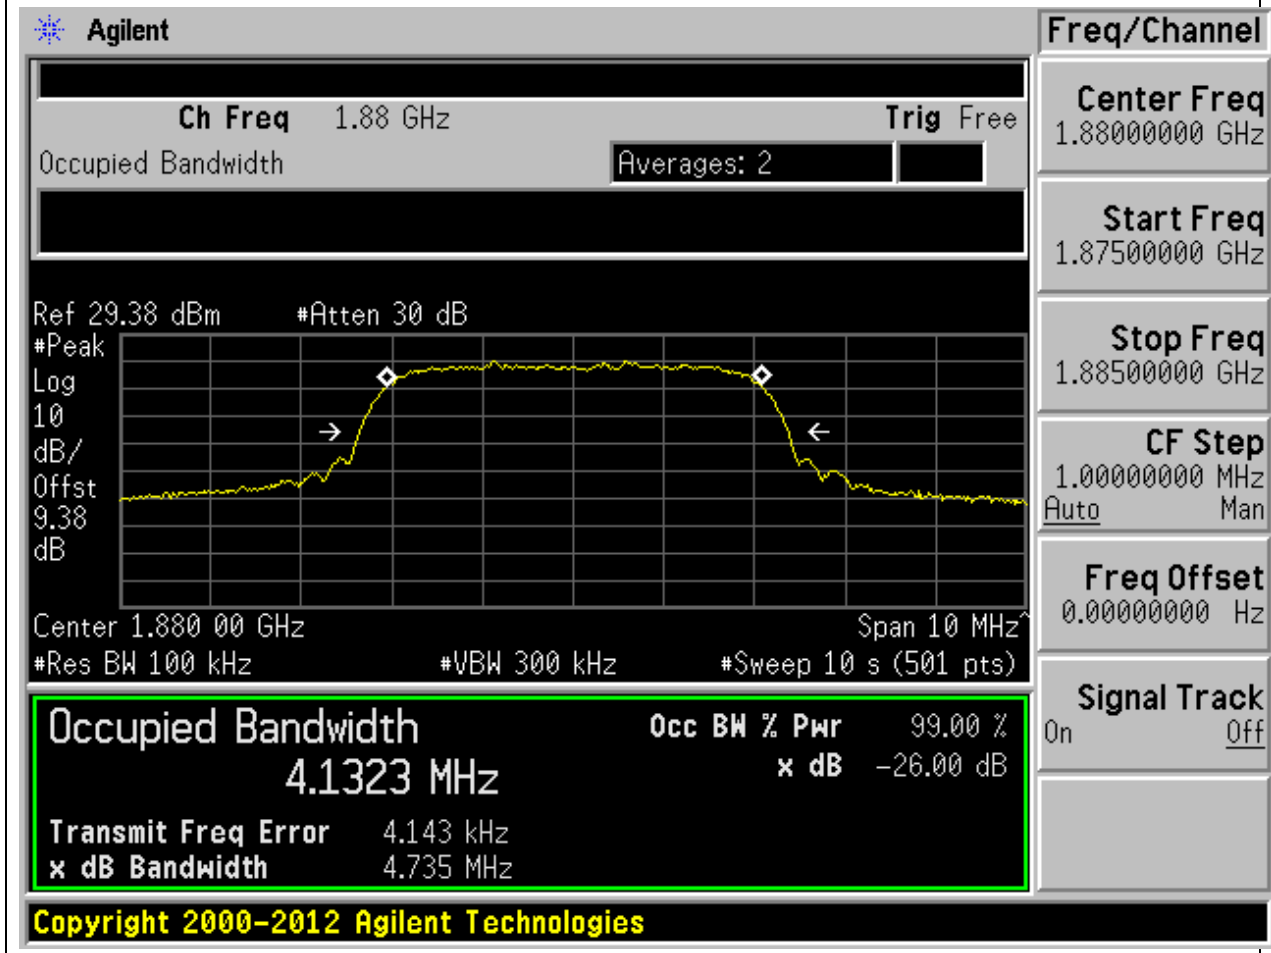 Agilent
Freq/Channel
Ch Freq 1.88 GHz Trig Free
Occupied Bandwidth Averages: 2
Center Freq
1.88000000 GHz
Start Freq
1.87500000 GHz
Stop Freq
1.88500000 GHz
CF Step
1.00000000 MHz
Auto Man
Freq Offset
0.00000000 Hz
Signal Track
On Off
Ref 29.38 dBm #Atten 30 dB
#Peak
Log
10
dB/
Offst
9.38
dB
Center 1.880 00 GHz Span 10 MHz^
#Res BW 100 kHz #VBW 300 kHz #Sweep 10 s (501 pts)
Occupied Bandwidth Occ BW % Pwr 99.00 %
4.1323 MHz x dB -26.00 dB
Transmit Freq Error 4.143 kHz
x dB Bandwidth 4.735 MHz
Copyright 2000-2012 Agilent Technologies